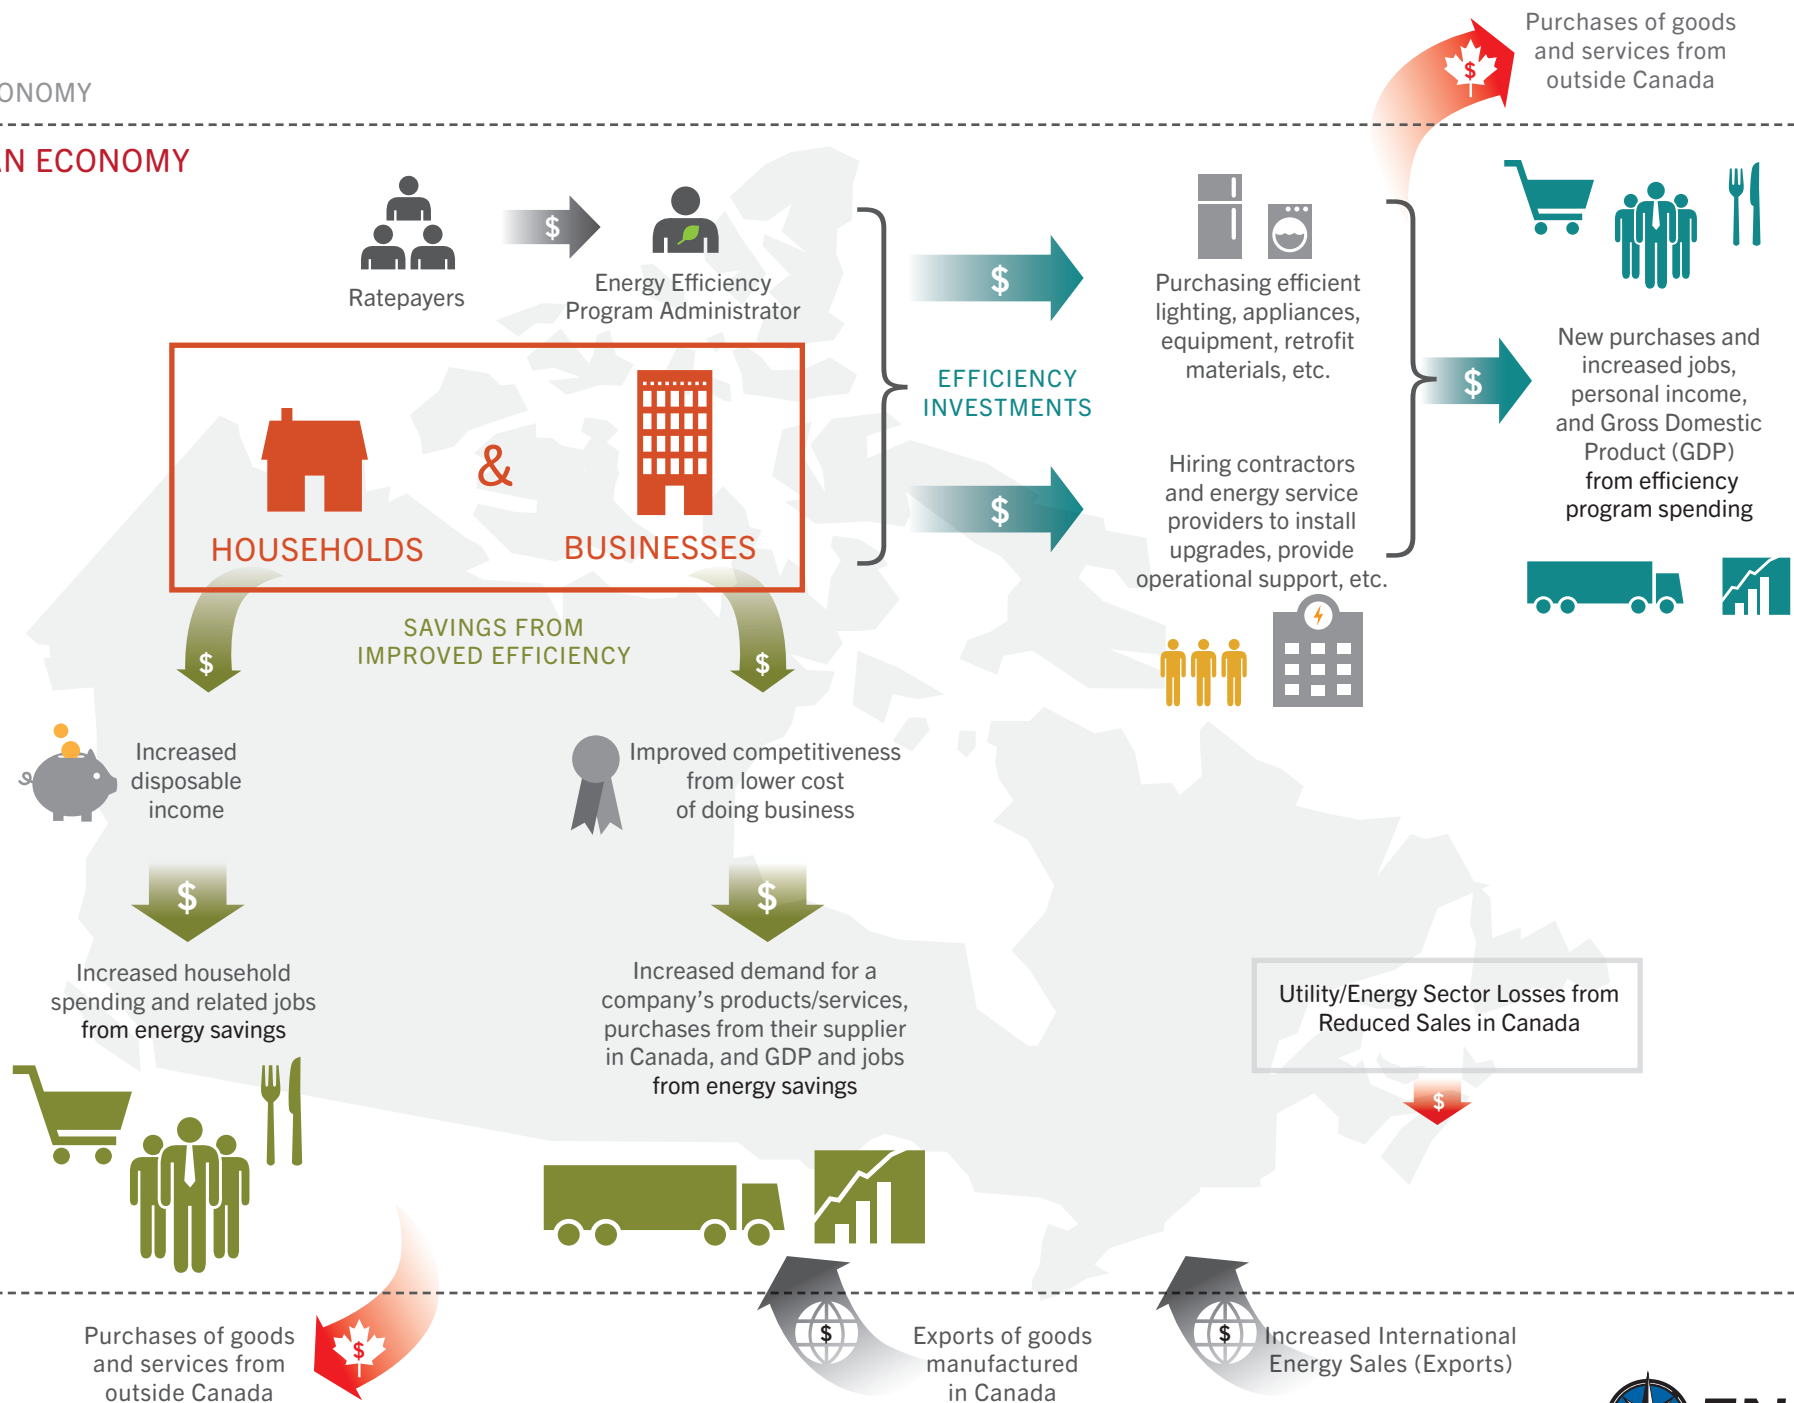 Purchases of goods
and services from
outside Canada
ONOMY
AN ECONOMY
$
$
Ratepayers
Energy Efficiency
Program Administrator
$
Purchasing efficient
lighting, appliances,
equipment, retrofit
materials, etc.
EFFICIENCY
INVESTMENTS
$
New purchases and
increased jobs,
personal income,
and Gross Domestic
Product (GDP)
from efficiency
program spending
&
HOUSEHOLDS
BUSINESSES
$
Hiring contractors
and energy service
providers to install
upgrades, provide
operational support, etc.
SAVINGS FROM
IMPROVED EFFICIENCY
$
$
Increased
disposable
income
Improved competitiveness
from lower cost
of doing business
$
$
Increased household
spending and related jobs
from energy savings
Increased demand for a
company's products/services,
purchases from their supplier
in Canada, and GDP and jobs
from energy savings
Utility/Energy Sector Losses from
Reduced Sales in Canada
$
Purchases of goods
and services from
outside Canada
$
$
Exports of goods
manufactured
in Canada
$
Increased International
Energy Sales (Exports)